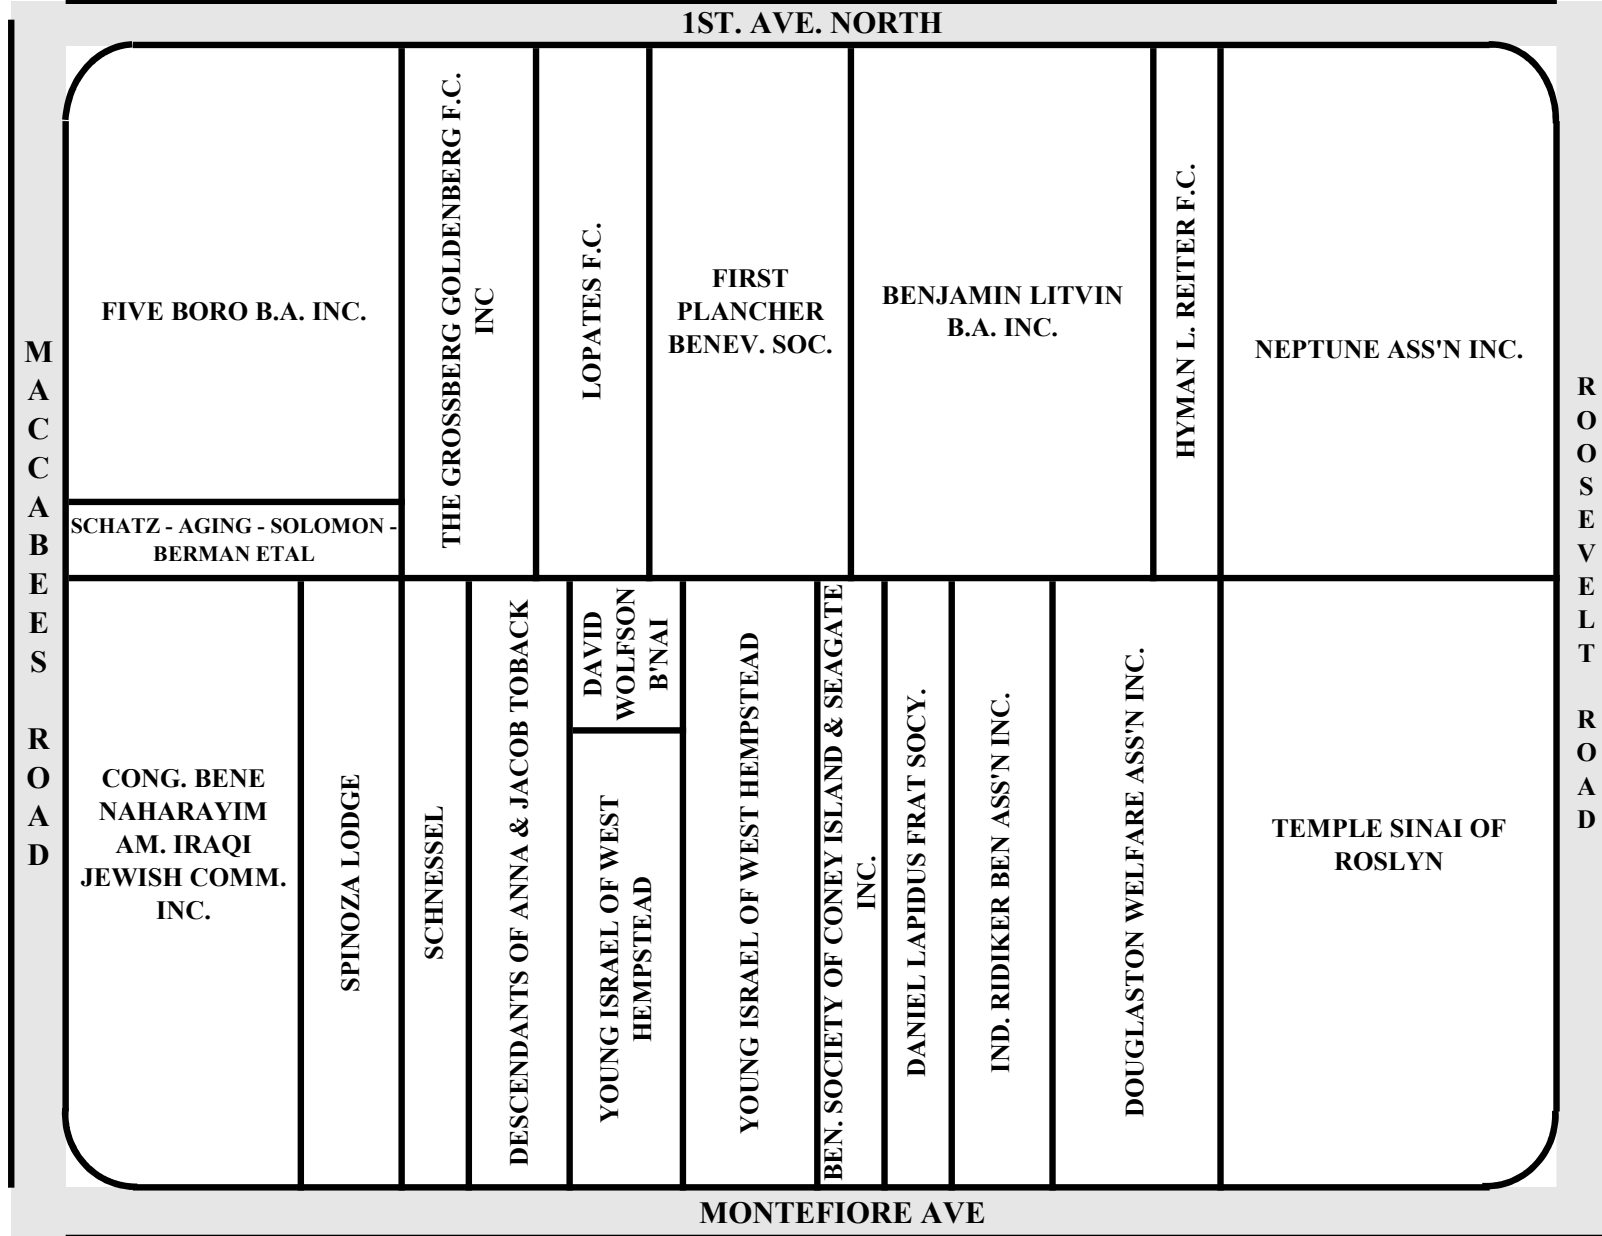 1ST. AVE. NORTH
MACCABEES ROAD
FIVE BORO B.A. INC.
SCHATZ - AGING - SOLOMON -
BERMAN ETAL
THE GROSSBERG GOLDENBERG F.C.
INC
LOPATES F.C.
FIRST
PLANCHER
BENEV. SOC.
BENJAMIN LITVIN
B.A. INC.
HYMAN L. REITER F.C.
NEPTUNE ASS'N INC.
ROOSEVELT ROAD
CONG. BENE
NAHARAYIM
AM. IRAQI
JEWISH COMM.
INC.
SPINOZA LODGE
SCHNESSEL
DESCENDANTS OF ANNA & JACOB TOBACK
DAVID
WOLFSON
B'NAI
YOUNG ISRAEL OF WEST
HEMPSTEAD
YOUNG ISRAEL OF WEST HEMPSTEAD
BEN. SOCIETY OF CONEY ISLAND & SEAGATE
INC.
DANIEL LAPIDUS FRAT SOCY.
IND. RIDIKER BEN ASS'N INC.
DOUGLASTON WELFARE ASS'N INC.
TEMPLE SINAI OF
ROSLYN
MONTEFIORE AVE